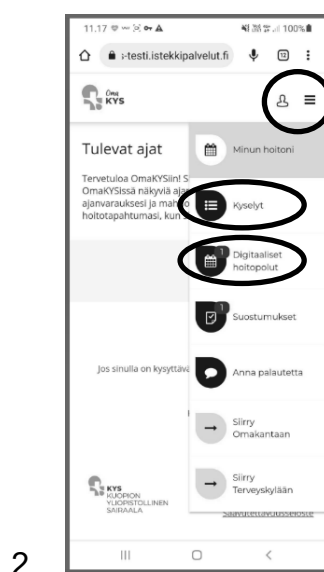 11.17
100%
:-testi.istekkipalvelut.fi
12
Oma
KYS
Tulevat ajat
Tervetuloa OmaKYSiin! S
OmaKYSissä näkyviä aja
ajanvarauksesi ja mah
hoitotapahtumasi, kun s
Minun hoitoni
Kyselyt
1
Digitaaliset
hoitopolut
1
Suostumukset
Jos sinulla on kysyttävä
Anna palautetta
Siirry
Omakantaan
Siirry
Terveyskylään
KYS
KUOPION
YLIOPISTOLLINEN
SAIRAALA
Saavutettavuusseloste
2